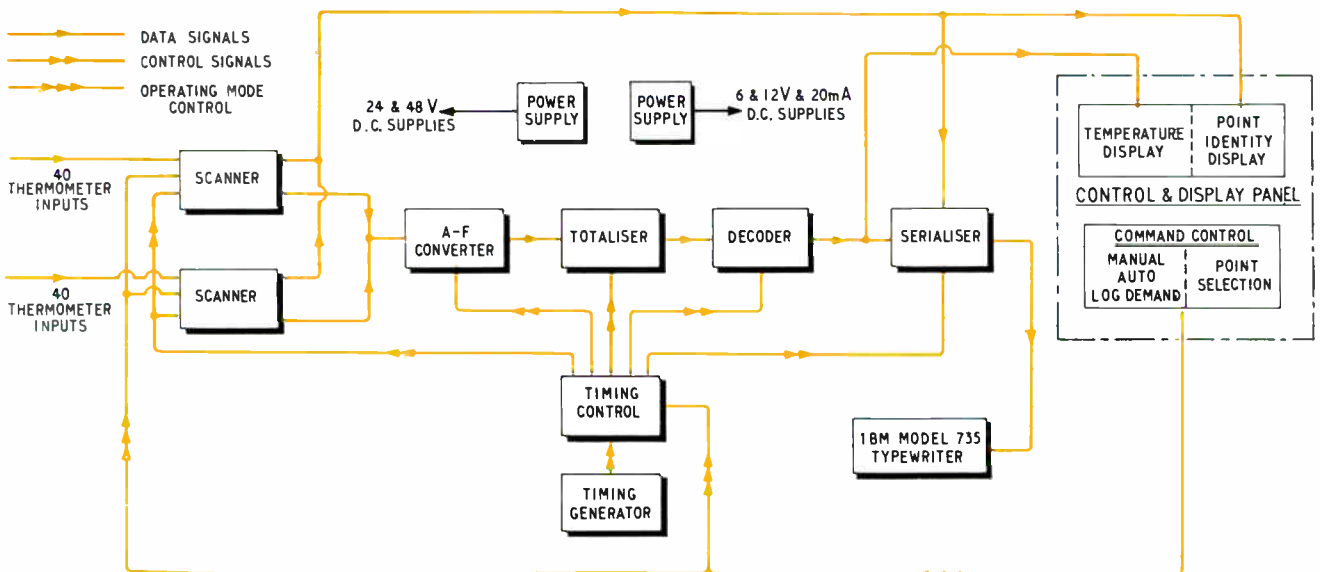 DATA SIGNALS
CONTROL SIGNALS
OPERATING MODE
CONTROL
24 & 48 V
D.C. SUPPLIES
POWER
SUPPLY
POWER
SUPPLY
6 & 12V & 20mA
D.C. SUPPLIES
TEMPERATURE
DISPLAY
POINT
IDENTITY
DISPLAY
CONTROL & DISPLAY PANEL
COMMAND CONTROL
MANUAL
AUTO
LOG DEMAND
POINT
SELECTION
40
THERMOMETER
INPUTS
SCANNER
40
THERMOMETER
INPUTS
SCANNER
A-F
CONVERTER
TOTALISER
DECODER
SERIALISER
TIMING
CONTROL
TIMING
GENERATOR
IBM MODEL 735
TYPEWRITER